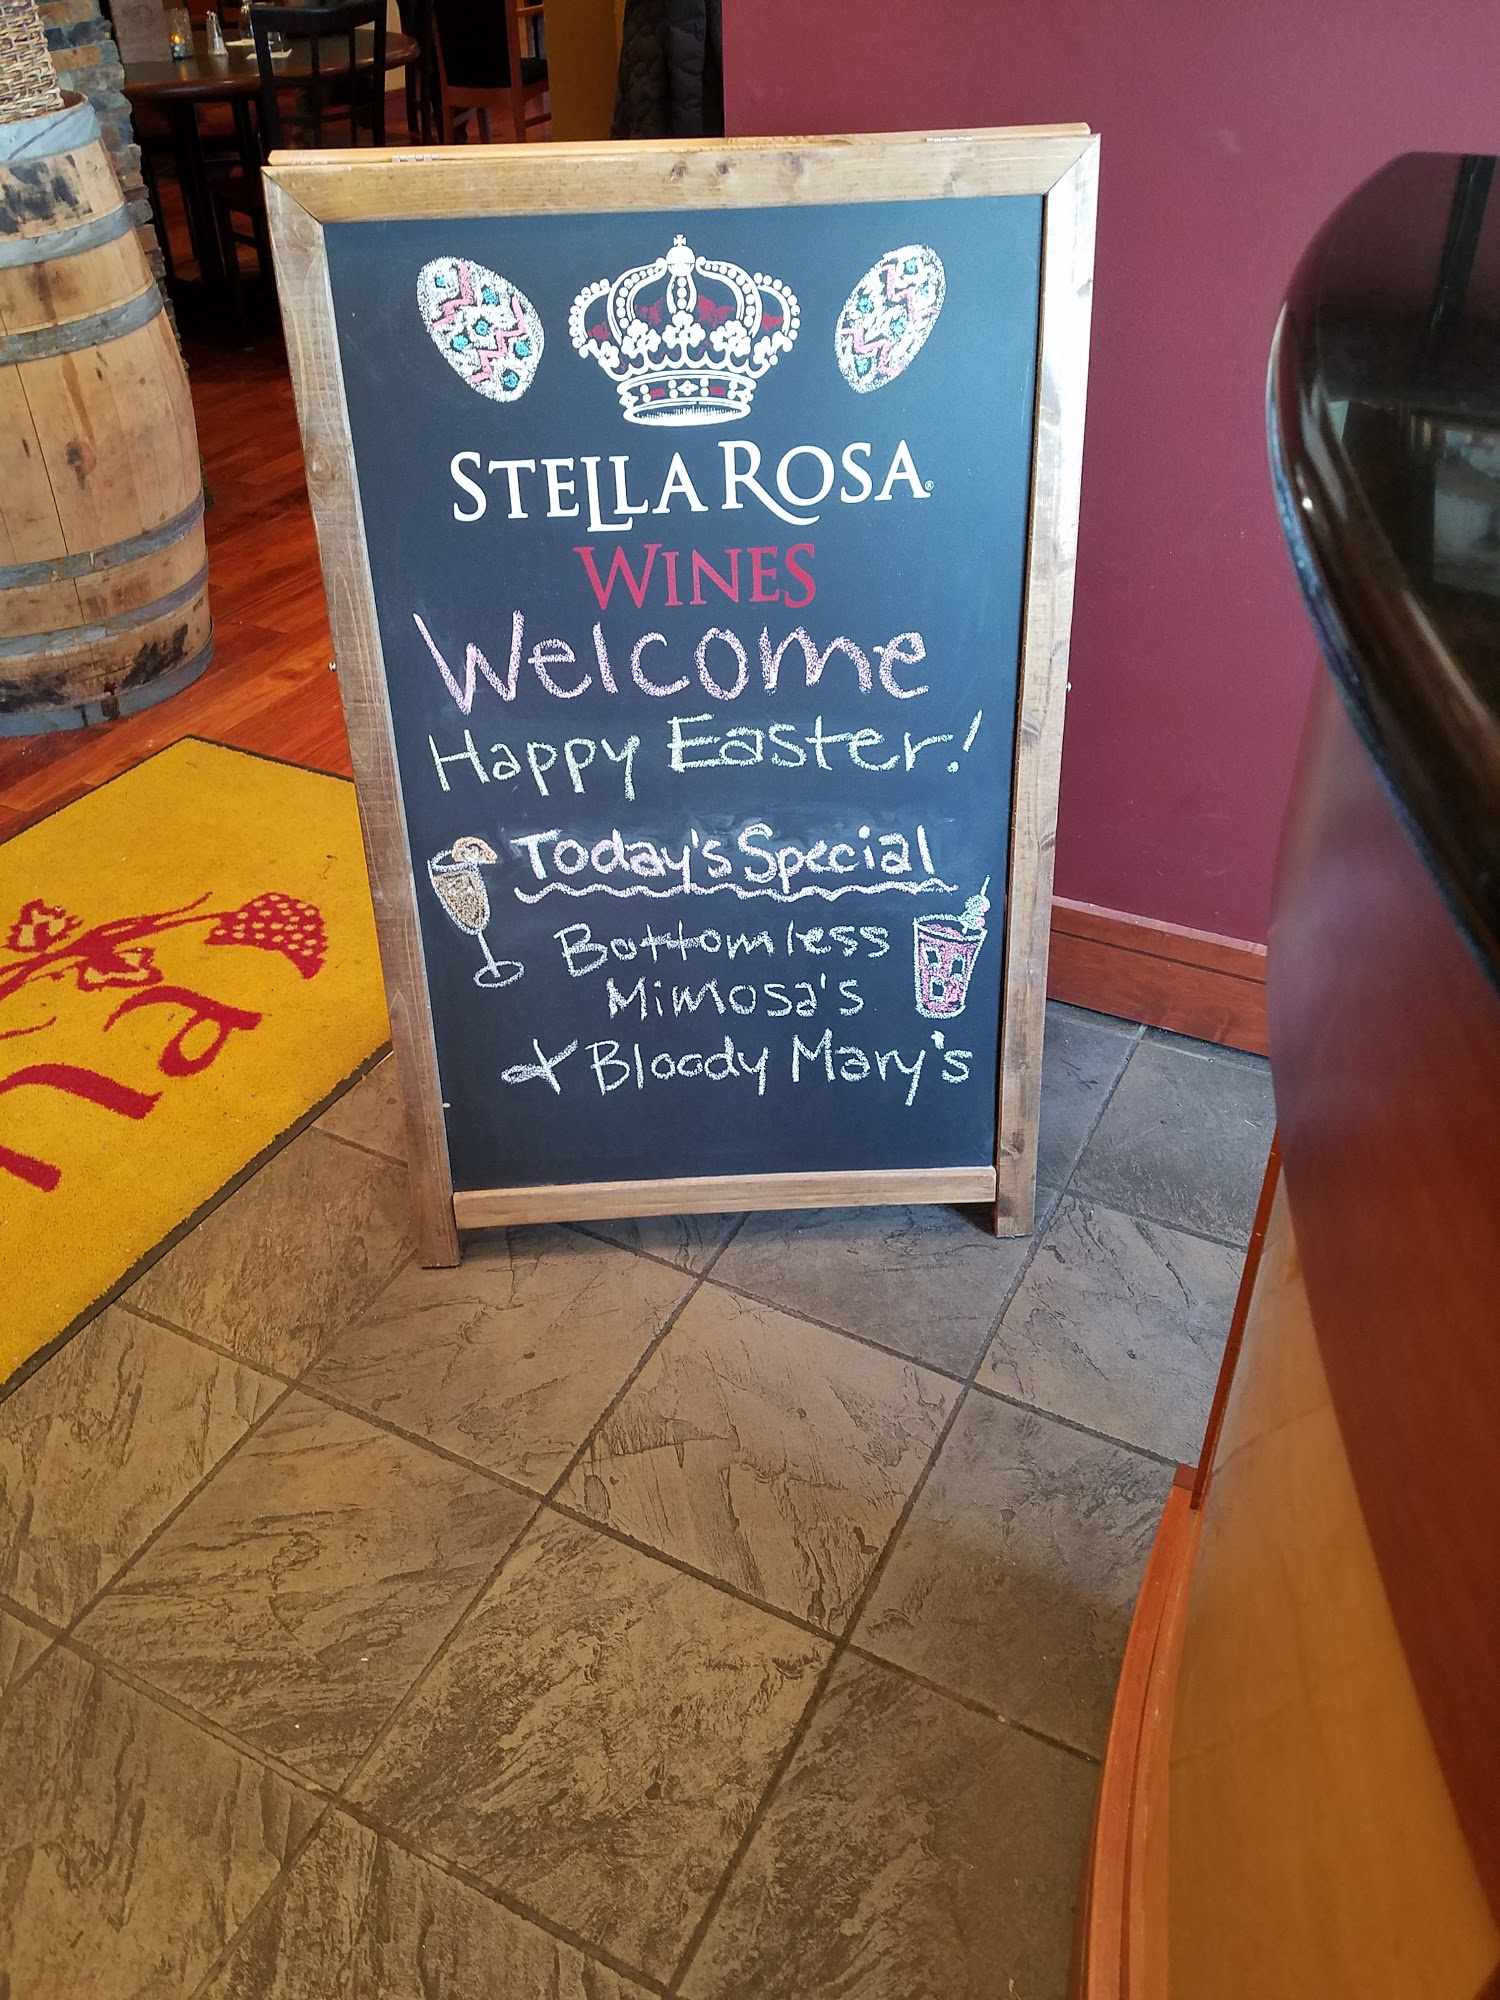 STELLA ROSA®
WINES
Welcome
Happy Easter!
Today's Special
Bottomless
Mimosa's
& Bloody Mary's